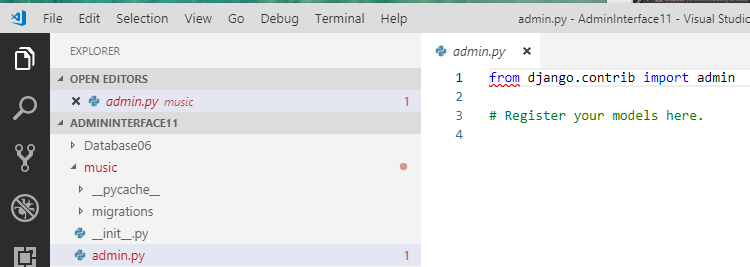 File Edit Selection View Go Debug Terminal Help admin.py - AdminInterface11 - Visual Studio
EXPLORER
OPEN EDITORS
admin.py music 1
ADMININTERFACE11
Database06
music
__pycache__
migrations
__init__.py
admin.py 1
admin.py
1 from django.contrib import admin
2
3 # Register your models here.
4